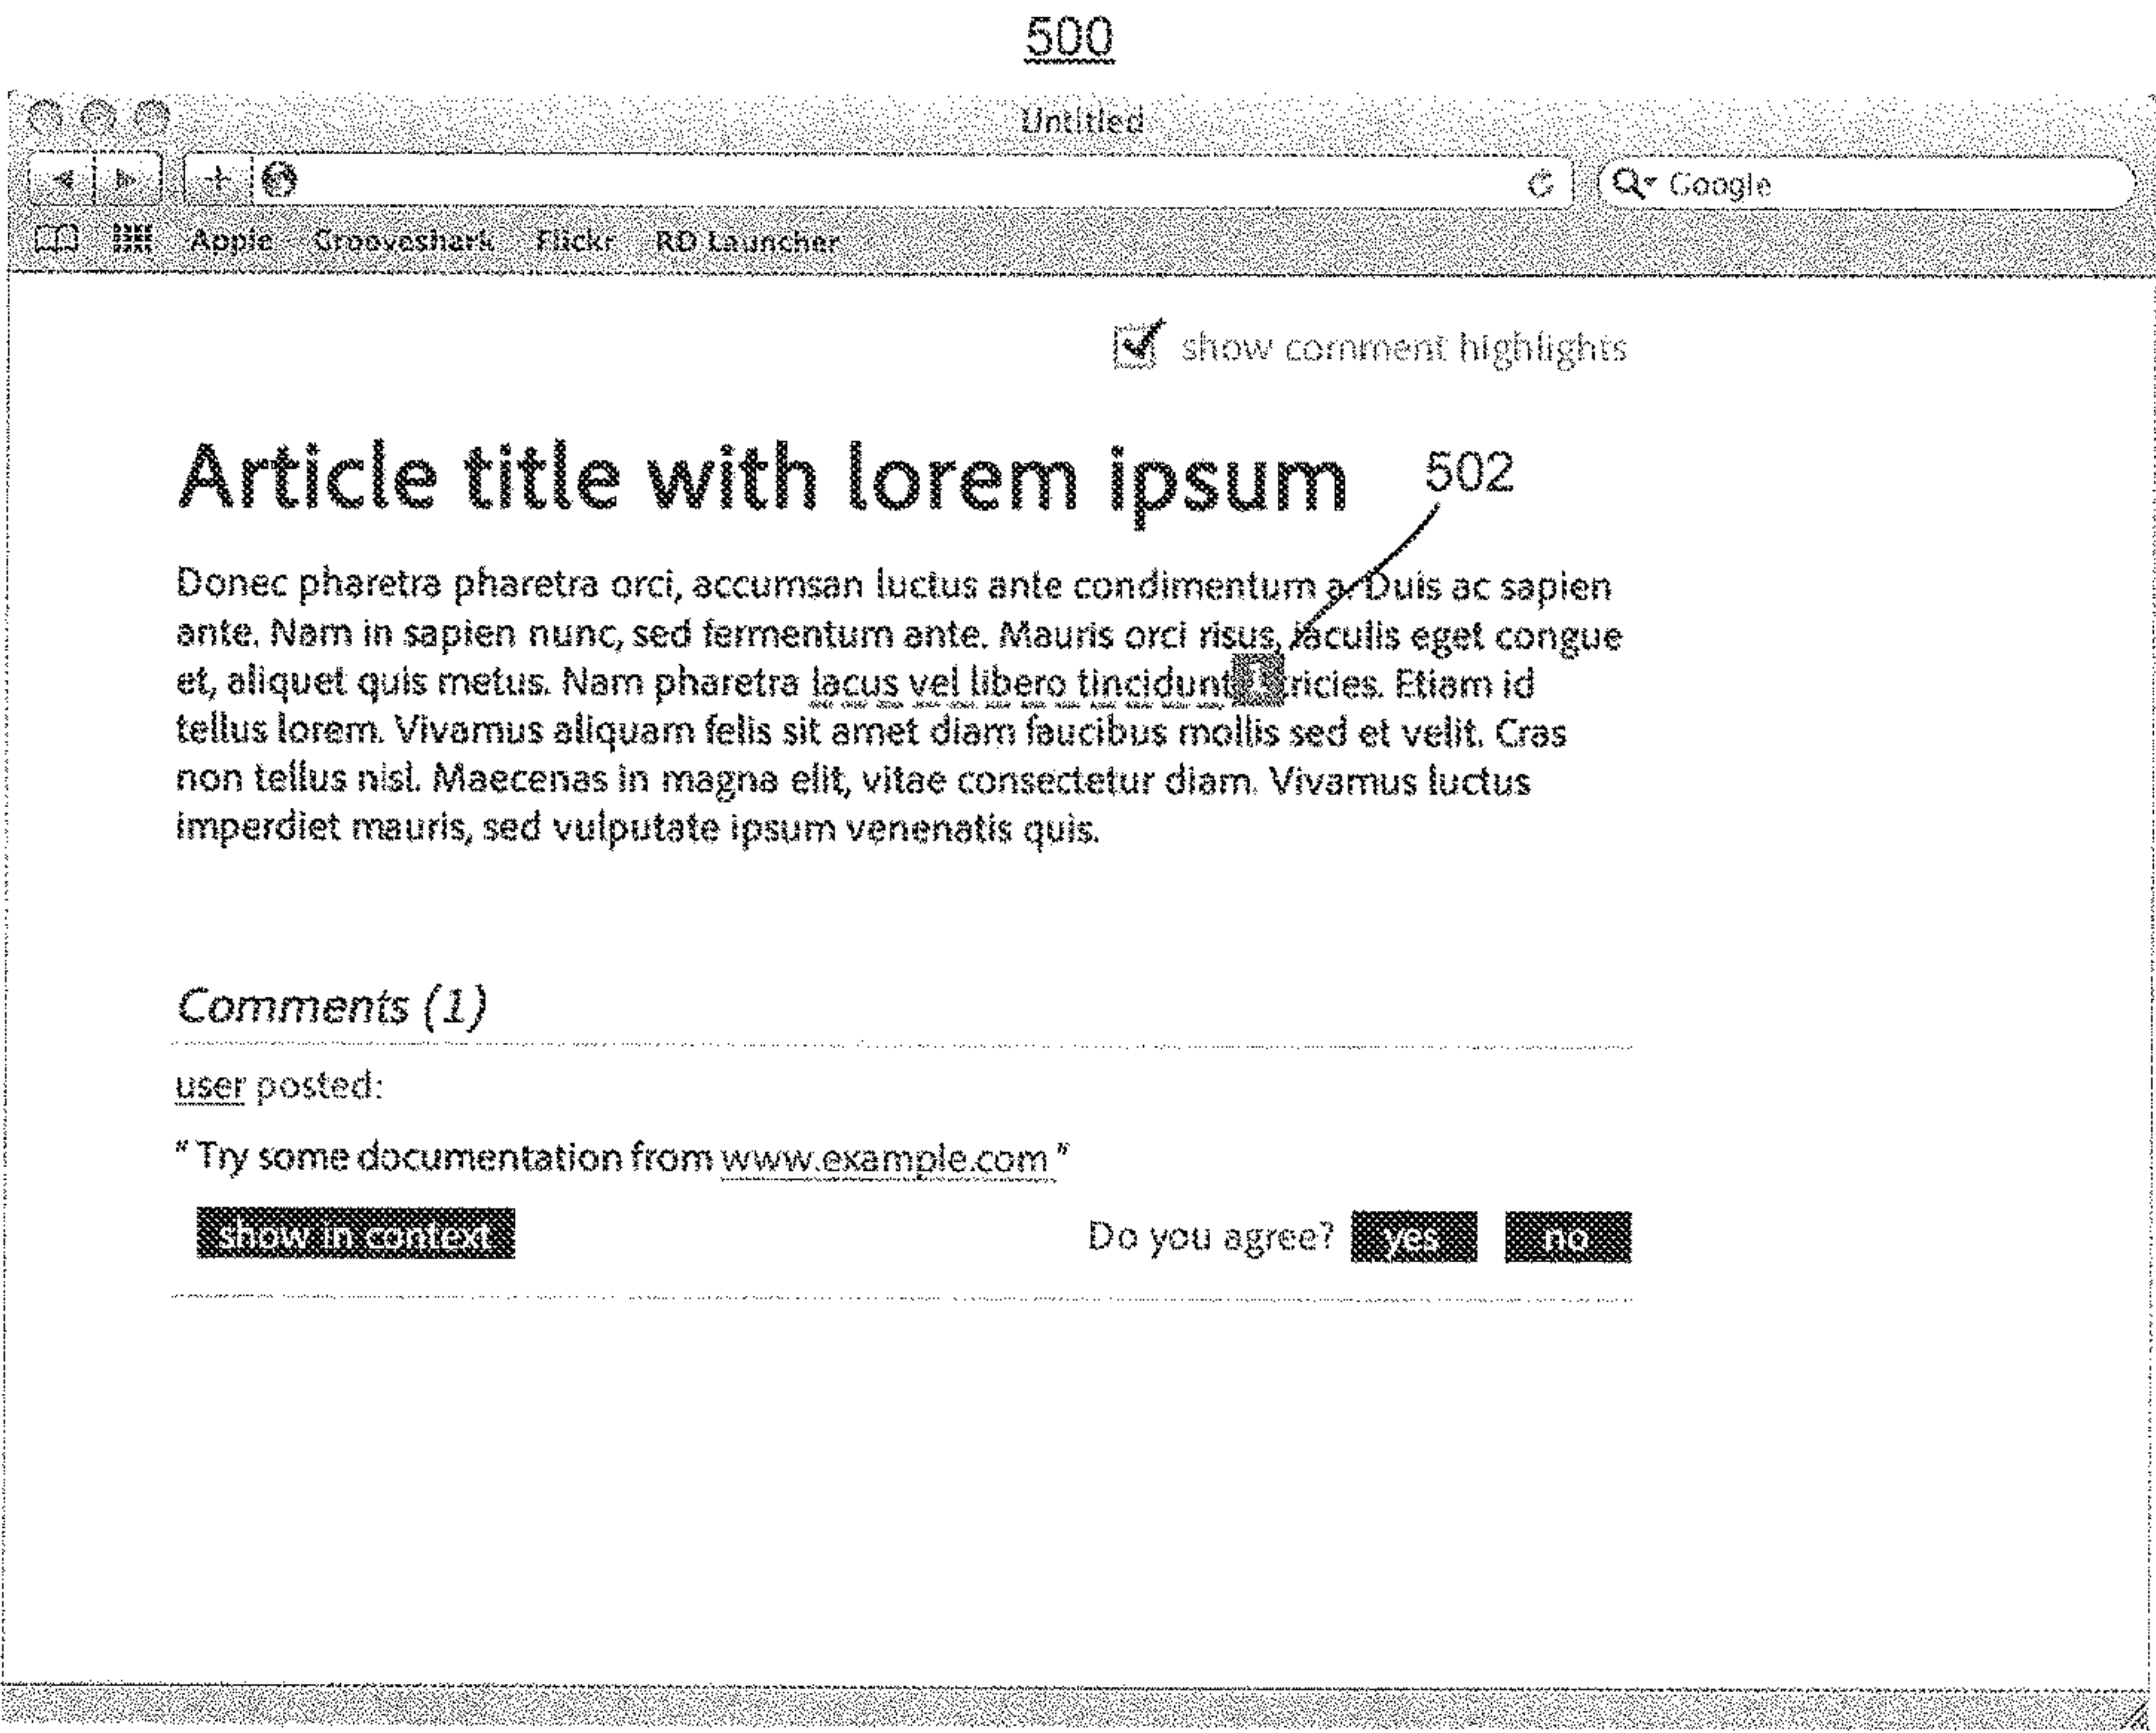 500
Untitled
Google
Apple Grooveshark Flickr RD Launcher
show comment highlights
Article title with lorem ipsum
502
Donec pharetra pharetra orci, accumsan luctus ante condimentum a. Duis ac sapien
ante. Nam in sapien nunc, sed fermentum ante. Mauris orci risus, iaculis eget congue
et, aliquet quis metus. Nam pharetra lacus vel libero tincidunt 1 tricies. Etiam id
tellus lorem. Vivamus aliquam felis sit amet diam faucibus mollis sed et velit. Cras
non tellus nisl. Maecenas in magna elit, vitae consectetur diam. Vivamus luctus
imperdiet mauris, sed vulputate ipsum venenatis quis.
Comments (1)
user posted:
" Try some documentation from www.example.com "
show in context Do you agree? yes no